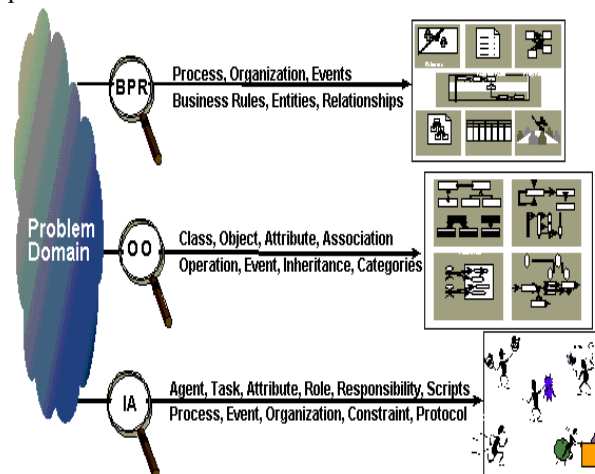 BPR
Process, Organization, Events
Business Rules, Entities, Relationships
Problem
Domain
OO
Class, Object, Attribute, Association
Operation, Event, Inheritance, Categories
IA
Agent, Task, Attribute, Role, Responsibility, Scripts
Process, Event, Organization, Constraint, Protocol